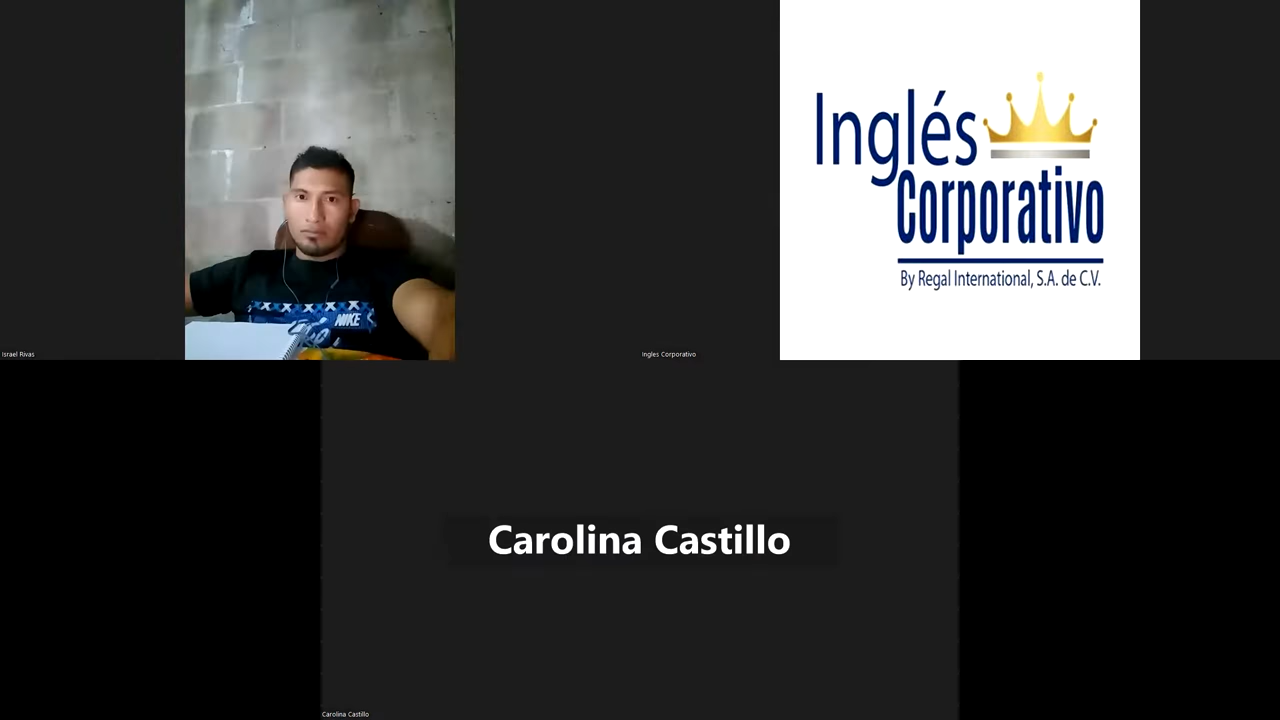 Inglés
Corporativo
By Regal International, S.A. de C.V.
NIKE
Israel Rivas
Ingles Corporativo
Carolina Castillo
Carolina Castillo